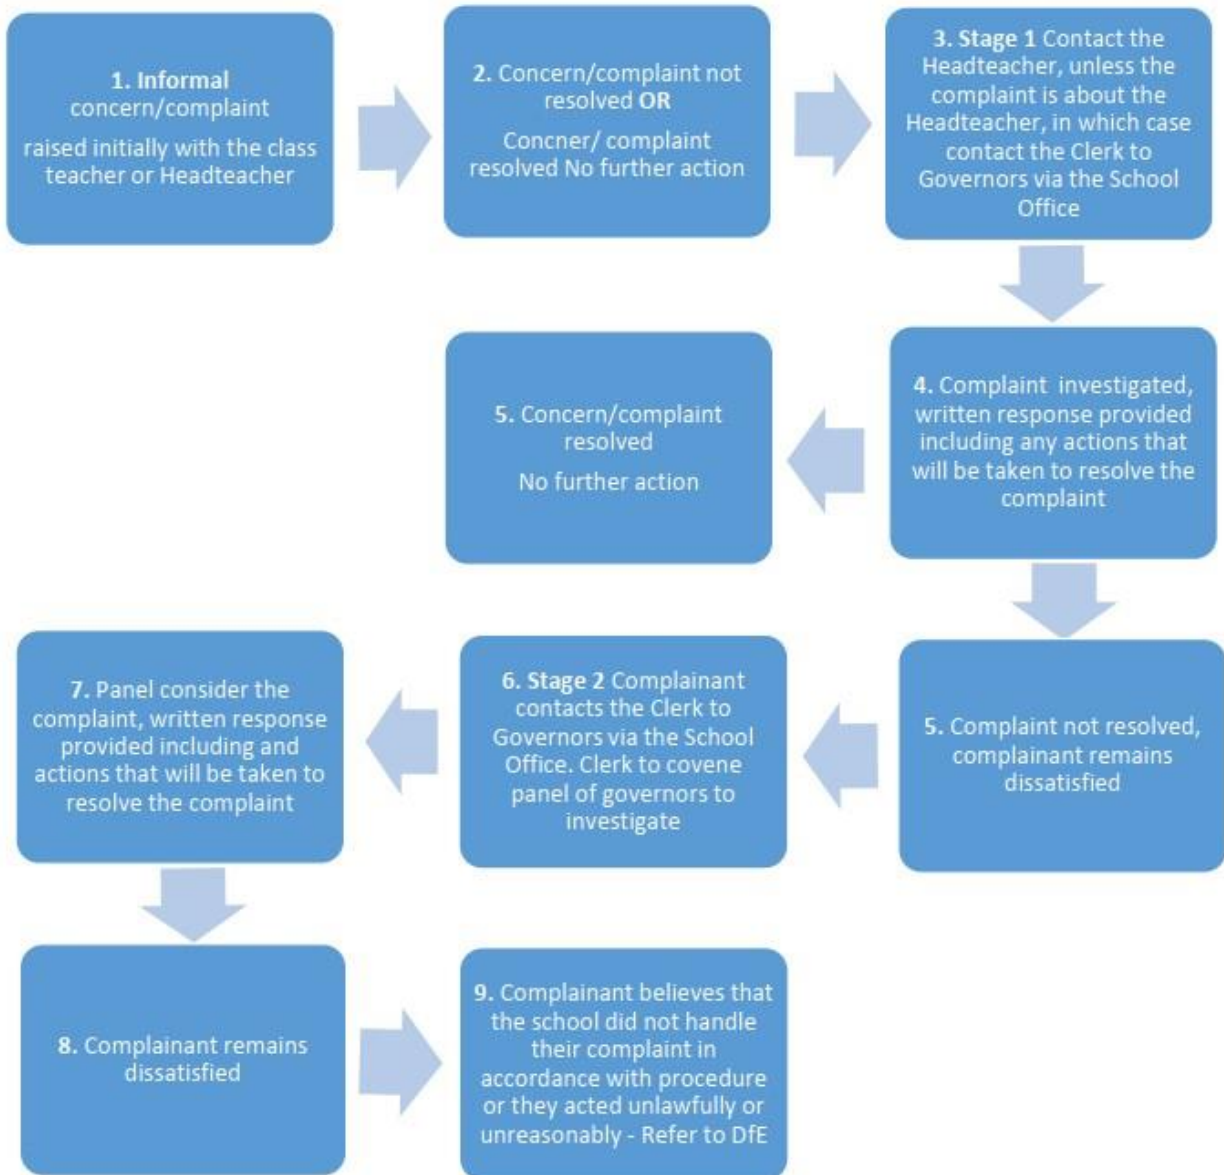 1. Informal
concern/complaint
raised initially with the class
teacher or Headteacher
2. Concern/complaint not
resolved OR
Concner/ complaint
resolved No further action
3. Stage 1 Contact the
Headteacher, unless the
complaint is about the
Headteacher, in which case
contact the Clerk to
Governors via the School
Office
4. Complaint investigated,
written response provided
including any actions that
will be taken to resolve the
complaint
5. Concern/complaint
resolved
No further action
5. Complaint not resolved,
complainant remains
dissatisfied
6. Stage 2 Complainant
contacts the Clerk to
Governors via the School
Office. Clerk to covene
panel of governors to
investigate
7. Panel consider the
complaint, written response
provided including and
actions that will be taken to
resolve the complaint
8. Complainant remains
dissatisfied
9. Complainant believes that
the school did not handle
their complaint in
accordance with procedure
or they acted unlawfully or
unreasonably - Refer to DfE